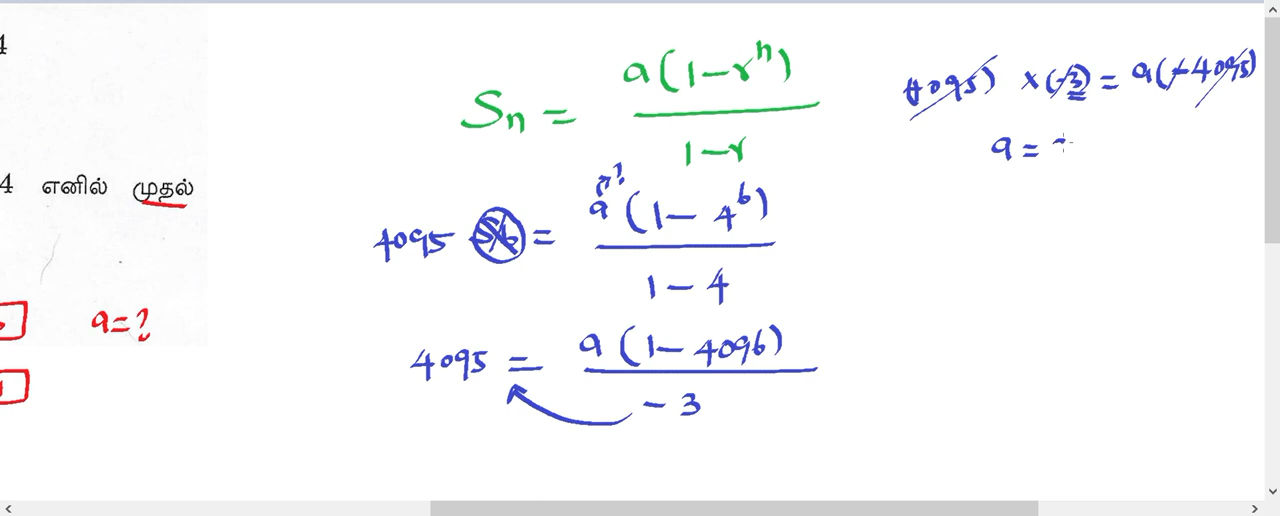 4
4 எனில் முதல்
a=?
Sn = a(1-r^n) / 1-r
4095 S6 = a(1-4^6) / 1-4
4095 = a(1-4096) / -3
4095) x(-3) = a(-4095)
a =